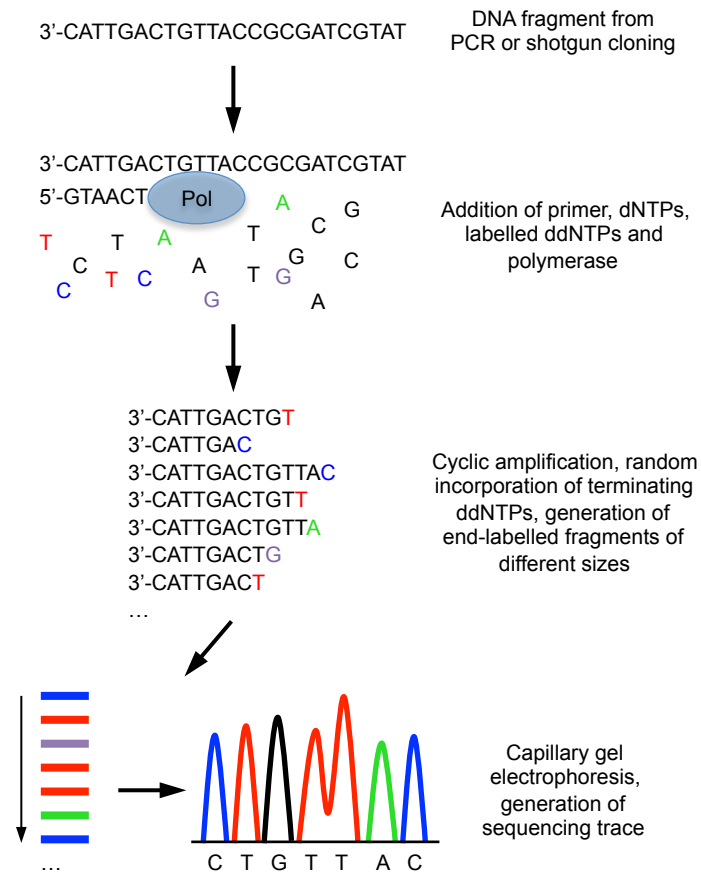 3’-CATTGACTGTTACCGCGATCGTAT
DNA fragment from
PCR or shotgun cloning
3’-CATTGACTGTTACCGCGATCGTAT
5’-GTAACT
Pol
A
G
T
T
A
T
C
C
T
C
A
G
T
G
G
C
C
A
Addition of primer, dNTPs,
labelled ddNTPs and
polymerase
3’-CATTGACTGT
3’-CATTGAC
3’-CATTGACTGTTAC
3’-CATTGACTGTT
3’-CATTGACTGTTA
3’-CATTGACTG
3’-CATTGACT
...
Cyclic amplification, random
incorporation of terminating
ddNTPs, generation of
end-labelled fragments of
different sizes
...
C T G T T A C
Capillary gel
electrophoresis,
generation of
sequencing trace